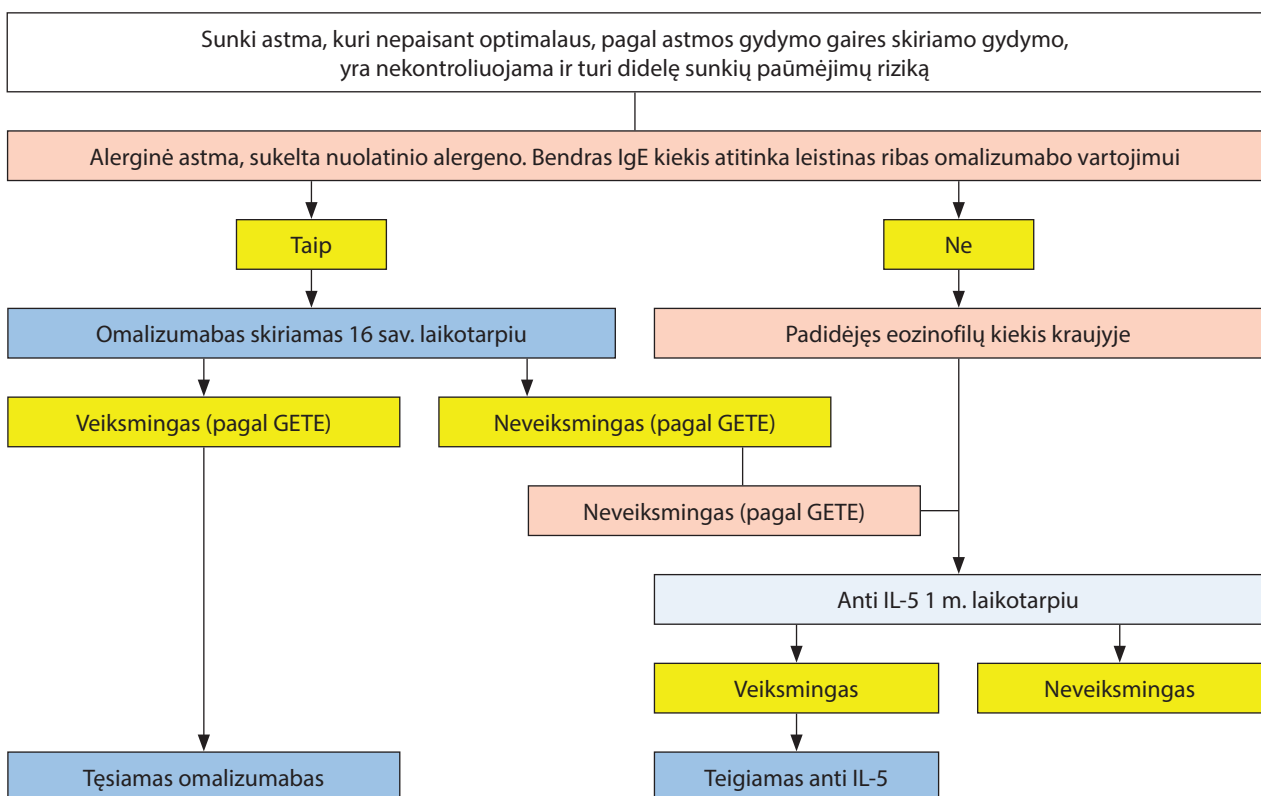 Sunki astma, kuri nepaisant optimalaus, pagal astmos gydymo gaires skiriamo gydymo,
yra nekontroliuojama ir turi didelę sunkių paūmėjimų riziką
Alerginė astma, sukelta nuolatinio alergeno. Bendras IgE kiekis atitinka leistinas ribas omalizumabo vartojimui
Taip
Ne
Omalizumabas skiriamas 16 sav. laikotarpiu
Padidėjęs eozinofilų kiekis kraujyje
Veiksmingas (pagal GETE)
Neveiksmingas (pagal GETE)
Neveiksmingas (pagal GETE)
Anti IL-5 1 m. laikotarpiu
Veiksmingas
Neveiksmingas
Tęsiamas omalizumabas
Teigiamas anti IL-5